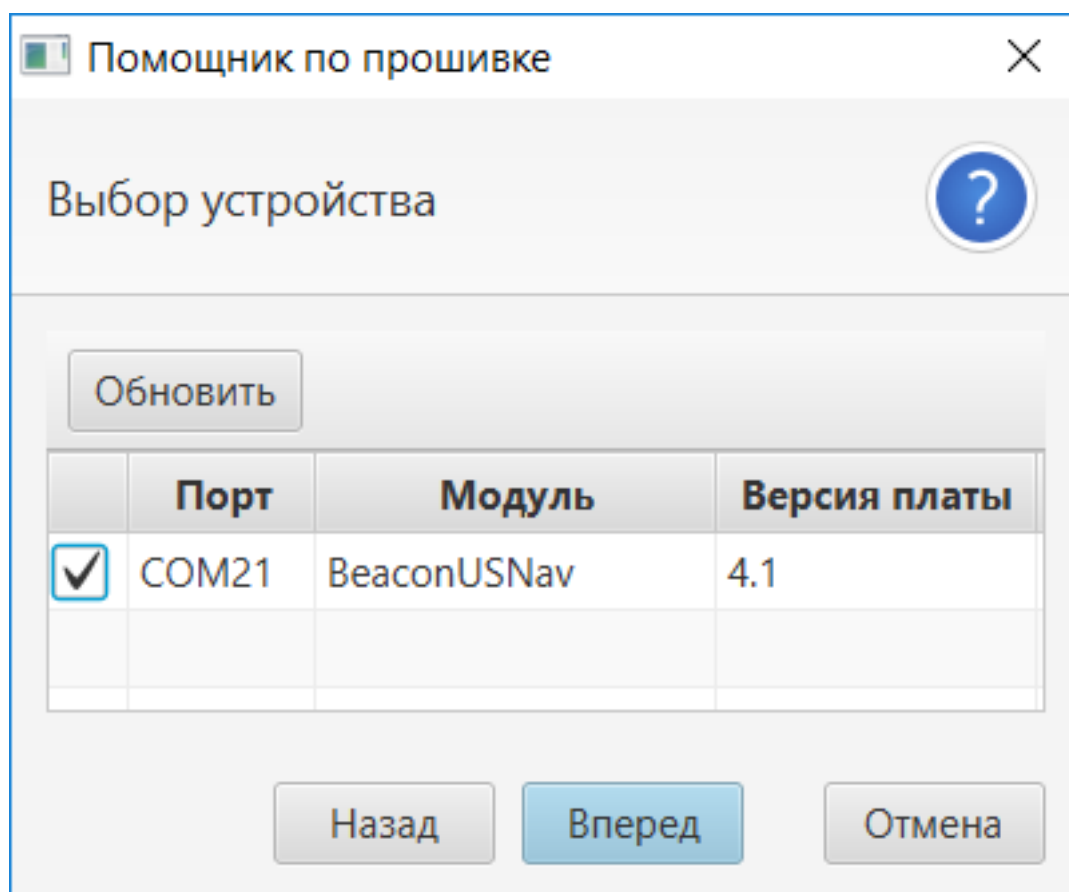 Помощник по прошивке
Выбор устройства
?
Обновить
Порт Модуль Версия платы
COM21 BeaconUSNav 4.1
Назад Вперед Отмена